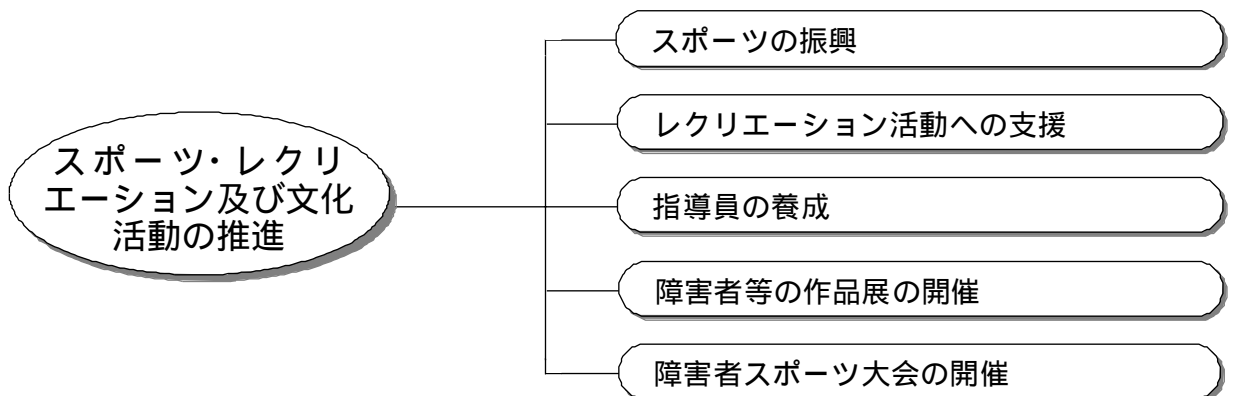 スポーツ・レクリ
エーション及び文化
活動の推進
スポーツの振興
レクリエーション活動への支援
指導員の養成
障害者等の作品展の開催
障害者スポーツ大会の開催